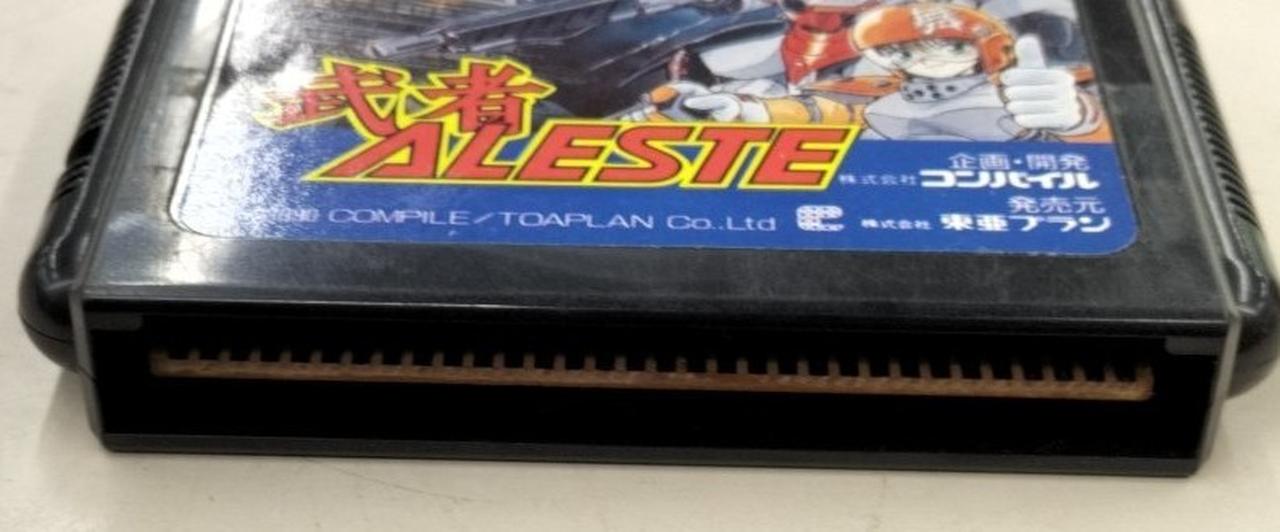 武者
ALESTE
企画・開発
株式会社コンパイル
発売元
COMPILE/TOAPLAN Co.,Ltd
株式会社 東亜プラン